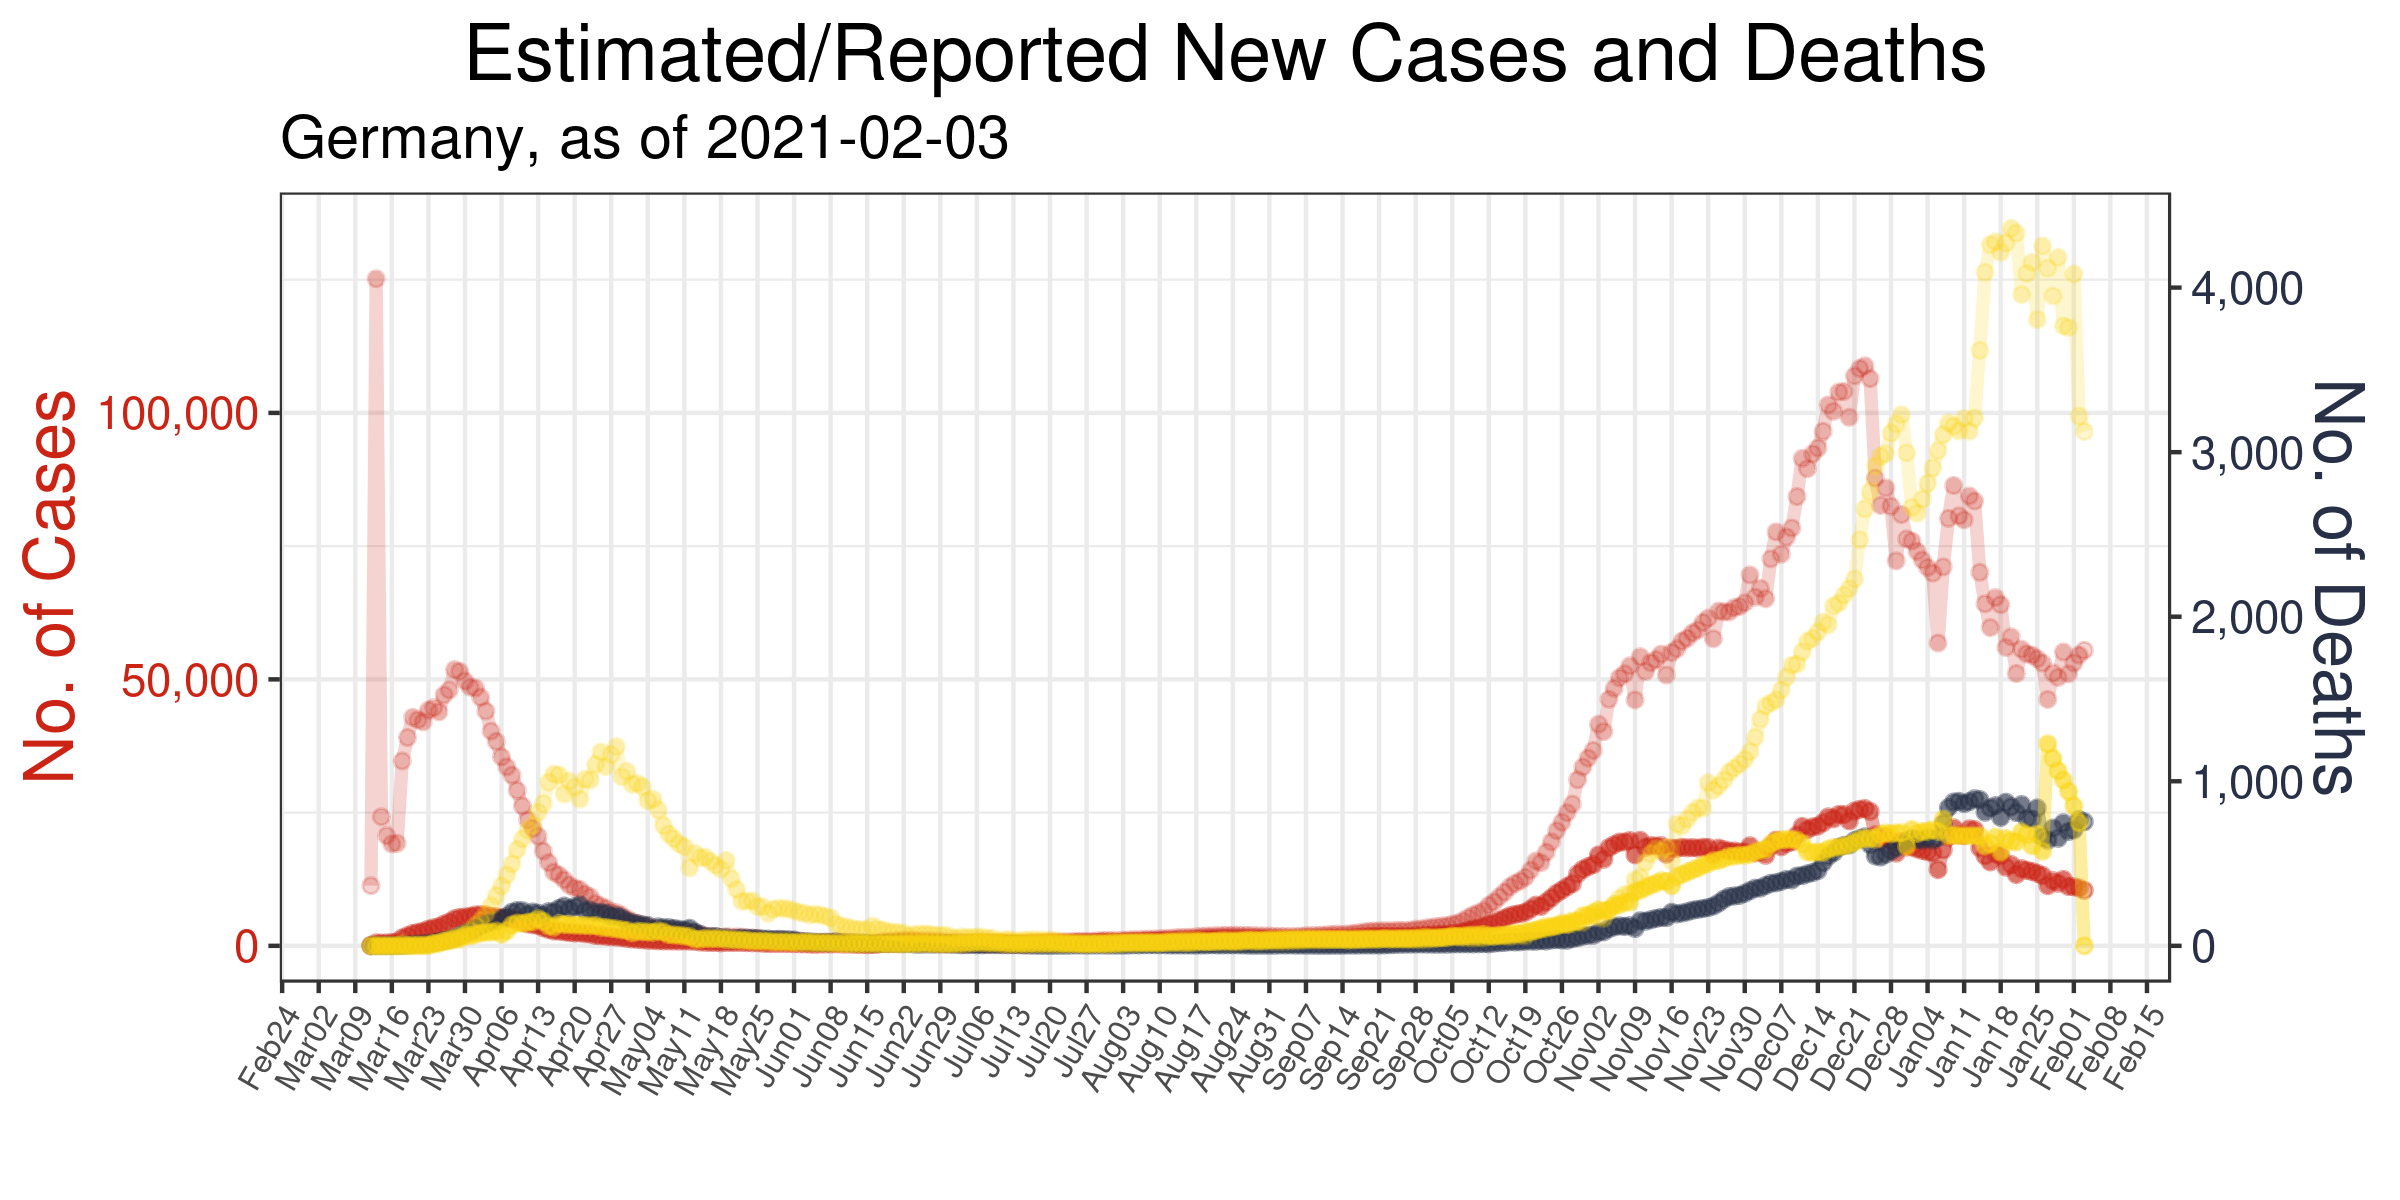 Estimated/Reported New Cases and Deaths
Germany, as of 2021-02-03
No. of Cases
100,000
50,000
0
4,000
3,000
2,000
1,000
0
No. of Deaths
Feb24
Mar02
Mar09
Mar16
Mar23
Mar30
Apr06
Apr13
Apr20
Apr27
May04
May11
May18
May25
Jun01
Jun08
Jun15
Jun22
Jun29
Jul06
Jul13
Jul20
Jul27
Aug03
Aug10
Aug17
Aug24
Aug31
Sep07
Sep14
Sep21
Sep28
Oct05
Oct12
Oct19
Oct26
Nov02
Nov09
Nov16
Nov23
Nov30
Dec07
Dec14
Dec21
Dec28
Jan04
Jan11
Jan18
Jan25
Feb01
Feb08
Feb15